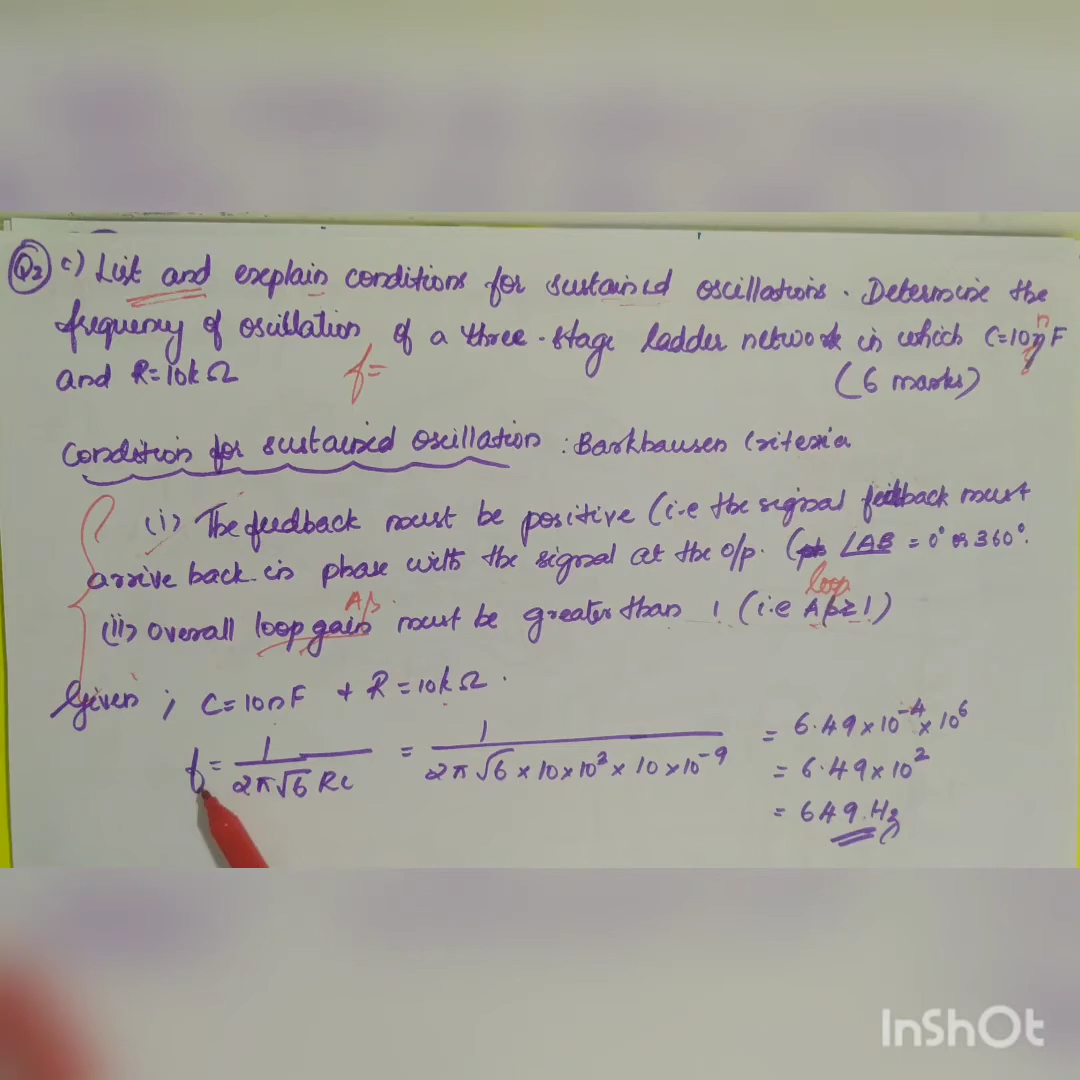 Q2 c) List and explain conditions for sustained oscillations. Determine the
frequency of oscillation of a three-stage ladder network in which C=10nF
and R=10kΩ f= (6 marks)
Condition for sustained oscillation : Barkhausen Criteria
(i) The feedback must be positive (i.e the signal feedback must
arrive back in phase with the signal at the o/p. (∠AB = 0° or 360°.
loop
Aβ
(ii) Overall loop gain must be greater than 1 (i.e Aβ≥1)
Given ; C=10nF + R=10kΩ.
f = 1/(2π√6 RC) = 1/(2π√6 × 10×10³ × 10×10⁻⁹) = 6.49×10⁻⁴×10⁶
= 6.49×10²
= 649.Hz
InShOt